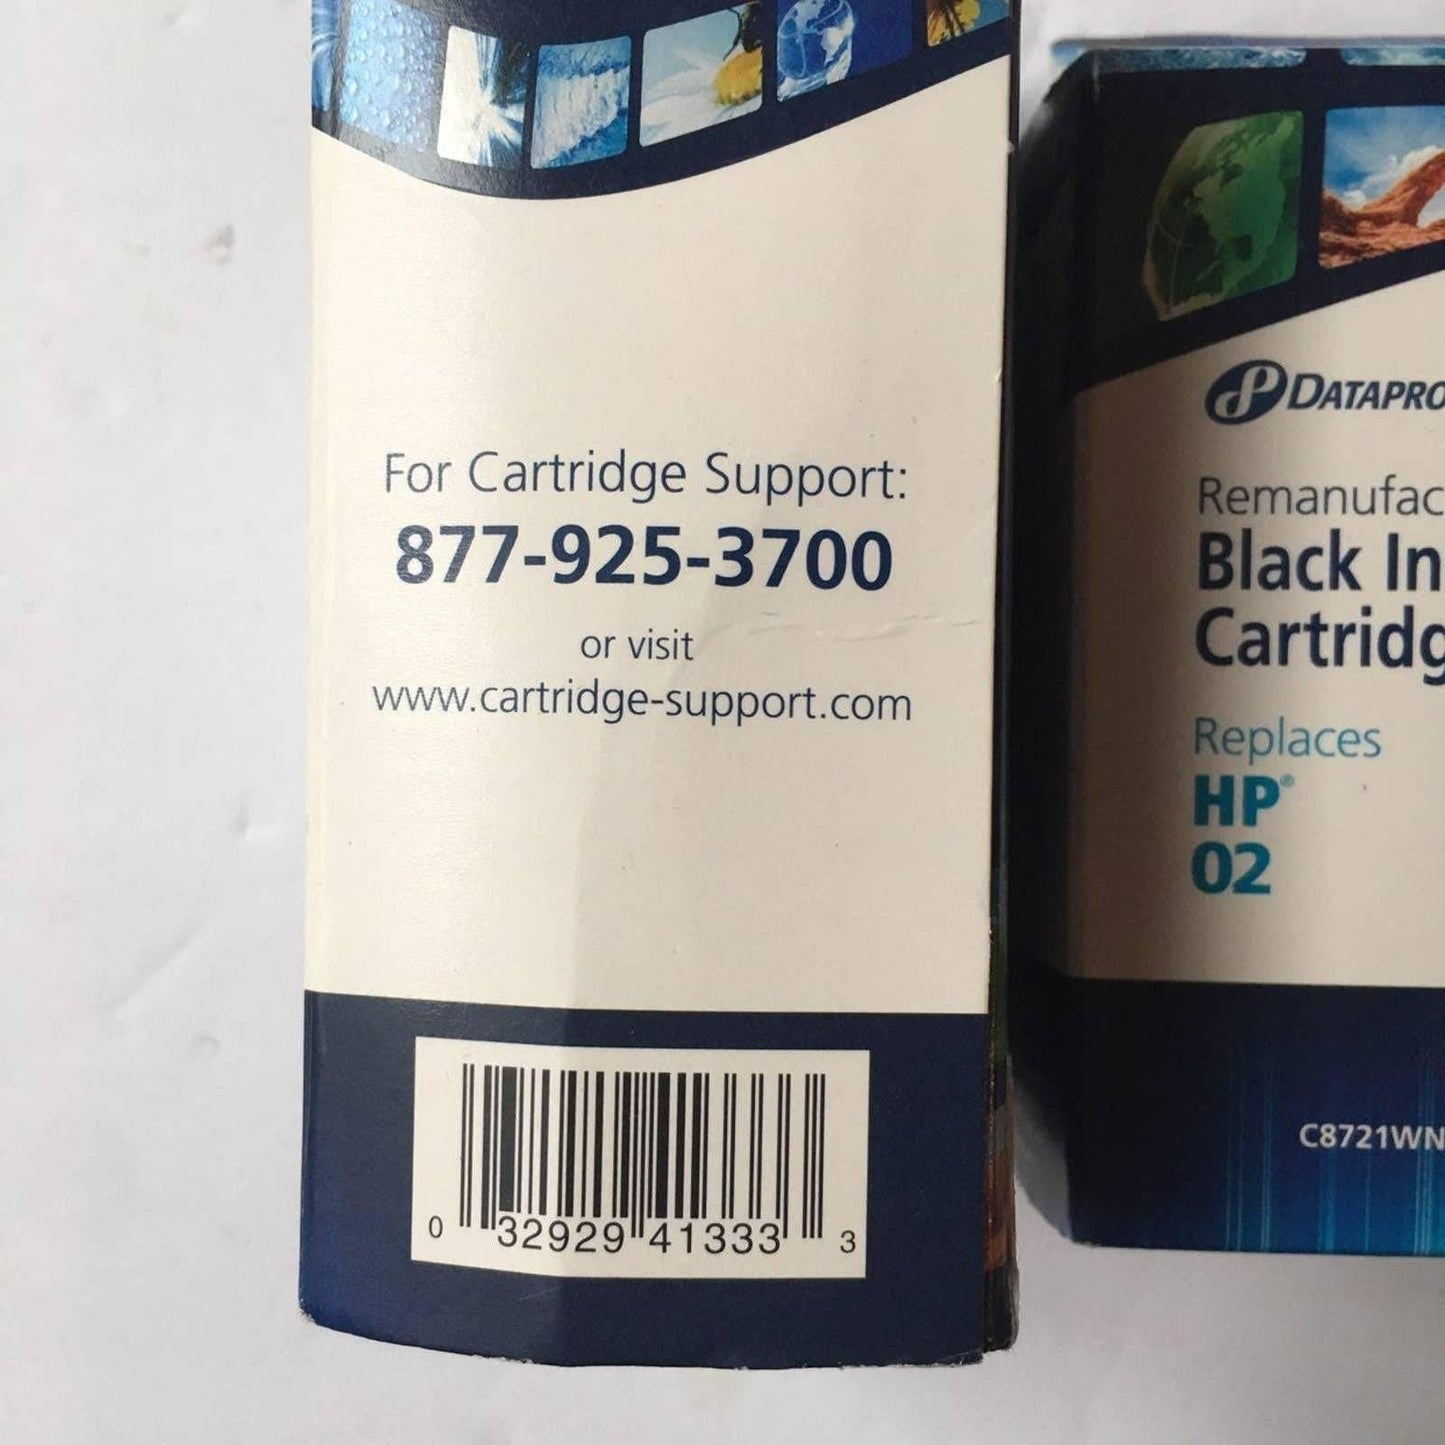 For Cartridge Support:
877-925-3700
or visit
www.cartridge-support.com
0 32929 41333 3
DATAPRO
Remanufac
Black In
Cartridg
Replaces
HP®
02
C8721WN